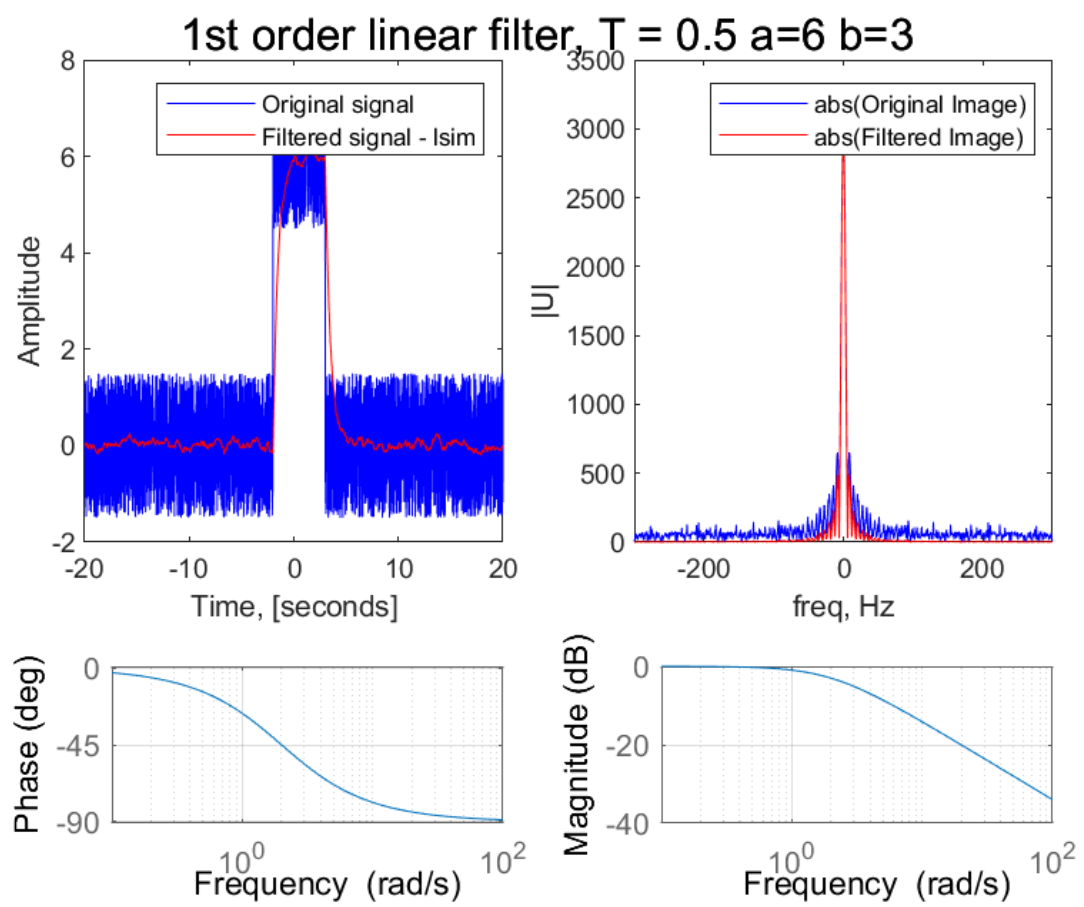 1st order linear filter, T = 0.5 a=6 b=3
8
6
4
2
0
-2
-20
-10
0
10
20
Amplitude
Time, [seconds]
Original signal
Filtered signal - lsim
3500
3000
2500
2000
1500
1000
500
0
-200
0
200
|U|
freq, Hz
abs(Original Image)
abs(Filtered Image)
0
-45
-90
10^0
10^2
Phase (deg)
Frequency (rad/s)
0
-20
-40
10^0
10^2
Magnitude (dB)
Frequency (rad/s)